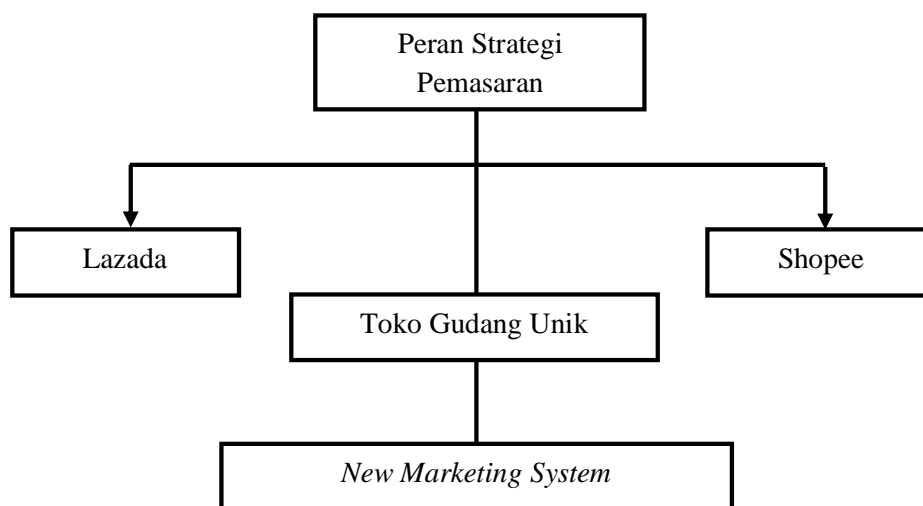 Peran Strategi
Pemasaran
Lazada
Shopee
Toko Gudang Unik
New Marketing System